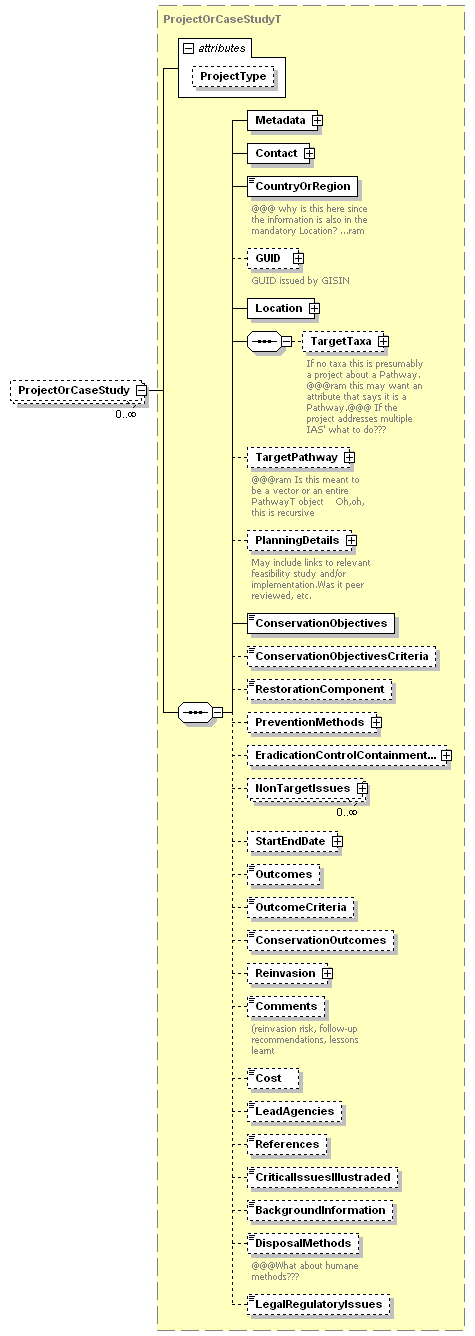 ProjectOrCaseStudyT
attributes
ProjectType
Metadata
Contact
CountryOrRegion
@@@ why is this here since
the information is also in the
mandatory Location? ...ram
GUID
GUID issued by GISIN
Location
TargetTaxa
If no taxa this is presumably
a project about a Pathway.
@@@ram this may want an
attribute that says it is a
Pathway.@@@ If the
project addresses multiple
IAS' what to do???
ProjectOrCaseStudy
0..∞
TargetPathway
@@@ram Is this meant to
be a vector or an entire
PathwayT object Oh,oh,
this is recursive
PlanningDetails
May include links to relevant
feasibility study and/or
implementation.Was it peer
reviewed, etc.
ConservationObjectives
ConservationObjectivesCriteria
RestorationComponent
PreventionMethods
EradicationControlContainment...
NonTargetIssues
0..∞
StartEndDate
Outcomes
OutcomeCriteria
ConservationOutcomes
Reinvasion
Comments
(reinvasion risk, follow-up
recommendations, lessons
learnt
Cost
LeadAgencies
References
CriticalIssuesIllustraded
BackgroundInformation
DisposalMethods
@@@What about humane
methods???
LegalRegulatoryIssues